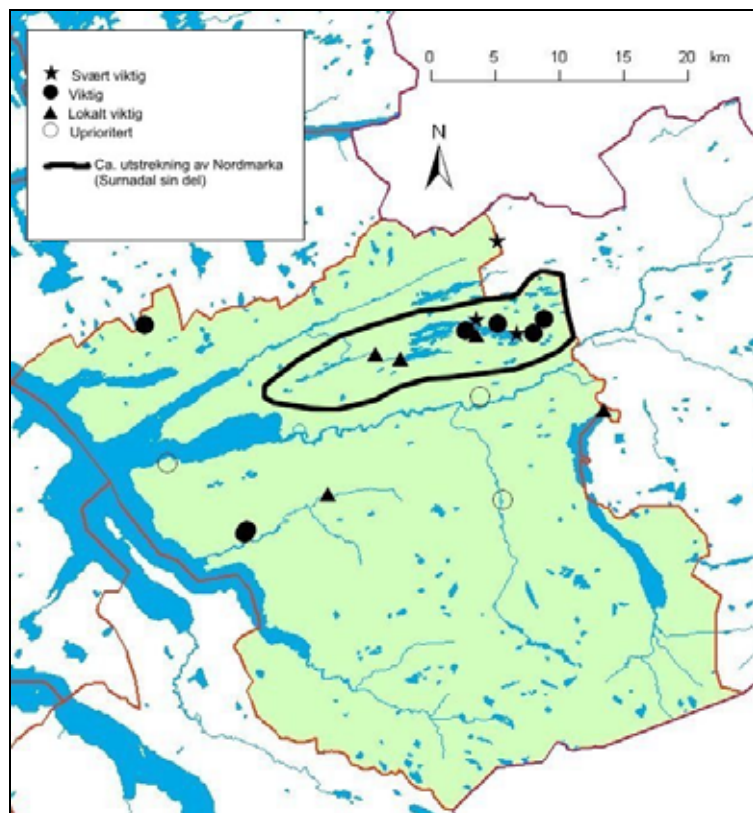 Svært viktig
Viktig
Lokalt viktig
Uprioritert
Ca. utstrekning av Nordmarka
(Surnadal sin del)
0 5 10 15 20 km
N